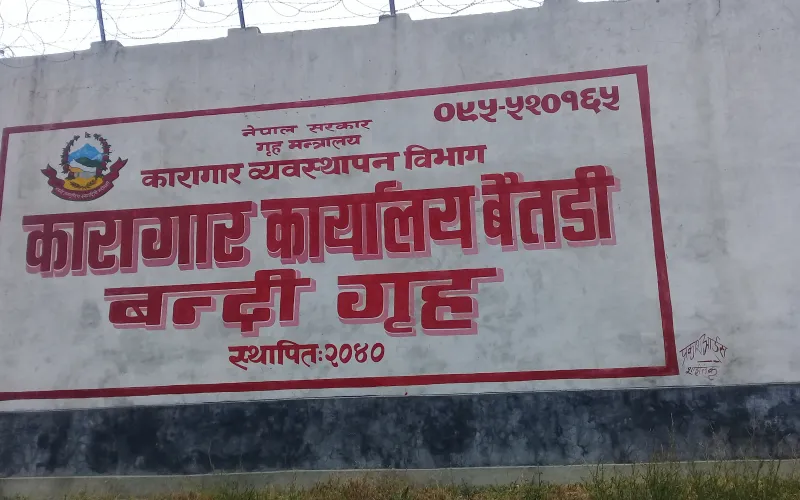 ०९५-५२०१६५
नेपाल सरकार
गृह मन्त्रालय
कारागार व्यवस्थापन विभाग
कारागार कार्यालय बैतडी
बन्दी गृह
स्थापितः२०४०